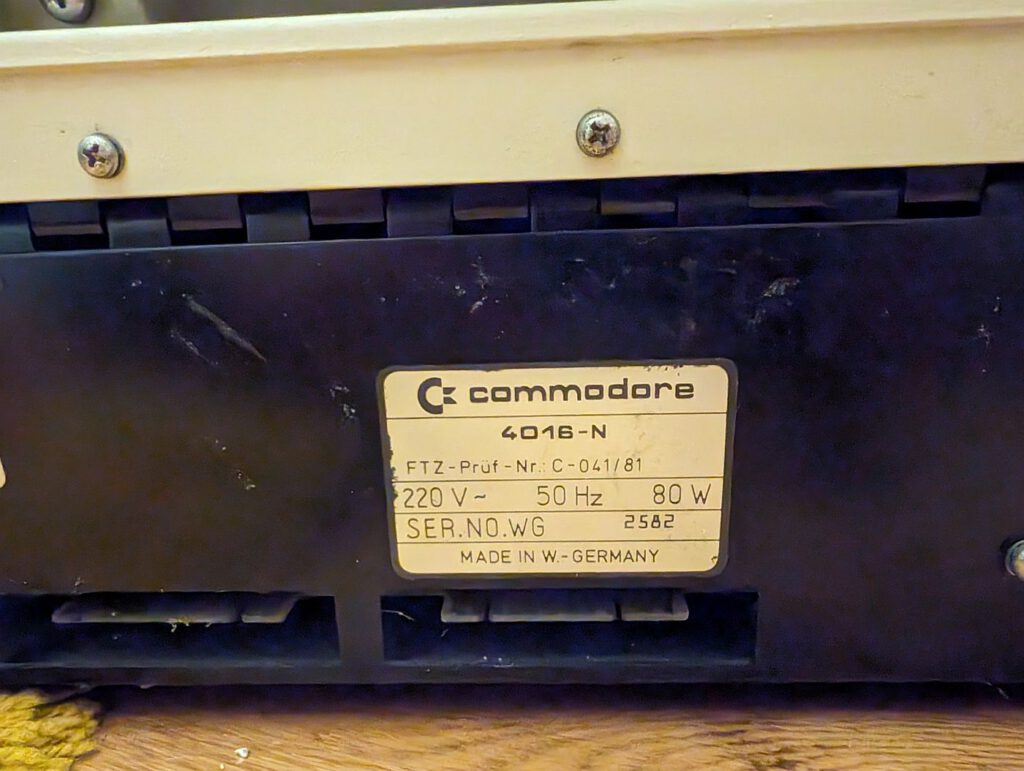 commodore
4016-N
FTZ-Prüf-Nr.: C-041/81
220 V~ 50 Hz 80 W
SER.NO.WG 2582
MADE IN W.-GERMANY